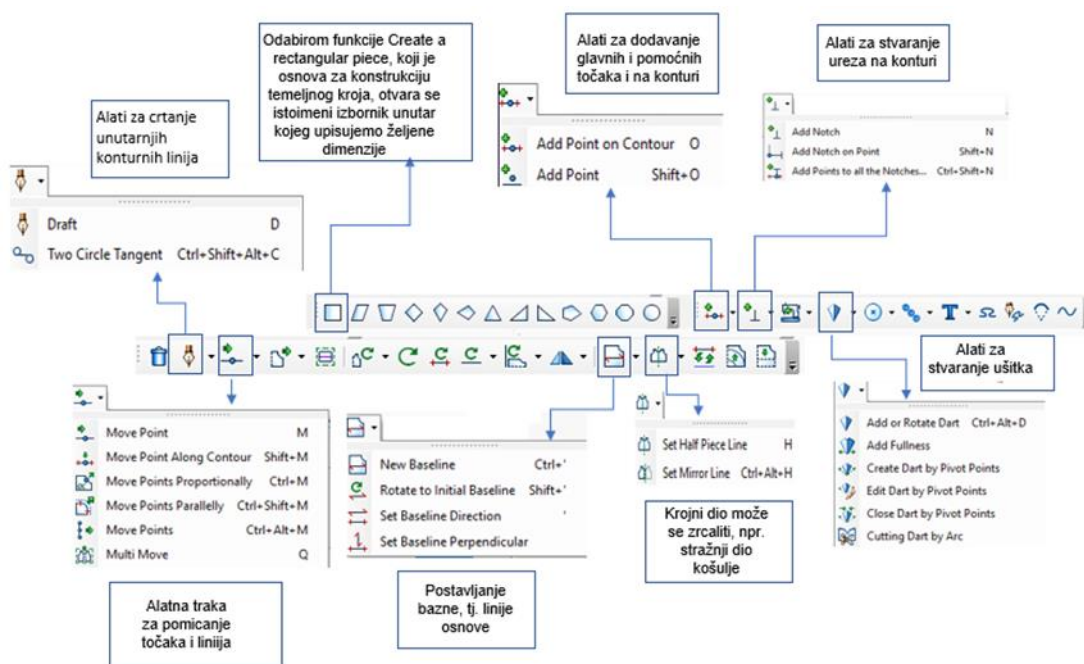 Odabirom funkcije Create a
rectangular piece, koji je
osnova za konstrukciju
temeljnog kroja, otvara se
istoimeni izbornik unutar
kojeg upisujemo željene
dimenzije
Alati za dodavanje
glavnih i pomoćnih
točaka i na konturi
Alati za stvaranje
ureza na konturi
Alati za crtanje
unutarnjih
konturnih linija
Add Point on Contour O
Add Point Shift+O
Add Notch N
Add Notch on Point Shift+N
Add Points to all the Notches... Ctrl+Shift+N
Draft D
Two Circle Tangent Ctrl+Shift+Alt+C
Alati za
stvaranje ušitka
Move Point M
Move Point Along Contour Shift+M
Move Points Proportionally Ctrl+M
Move Points Parallelly Ctrl+Shift+M
Move Points Ctrl+Alt+M
Multi Move Q
New Baseline Ctrl+'
Rotate to Initial Baseline Shift+'
Set Baseline Direction '
Set Baseline Perpendicular
Set Half Piece Line H
Set Mirror Line Ctrl+Alt+H
Add or Rotate Dart Ctrl+Alt+D
Add Fullness
Create Dart by Pivot Points
Edit Dart by Pivot Points
Close Dart by Pivot Points
Cutting Dart by Arc
Krojni dio može
se zrcaliti, npr.
stražnji dio
košulje
Alatna traka
za pomicanje
točaka i liniija
Postavljanje
bazne, tj. linije
osnove